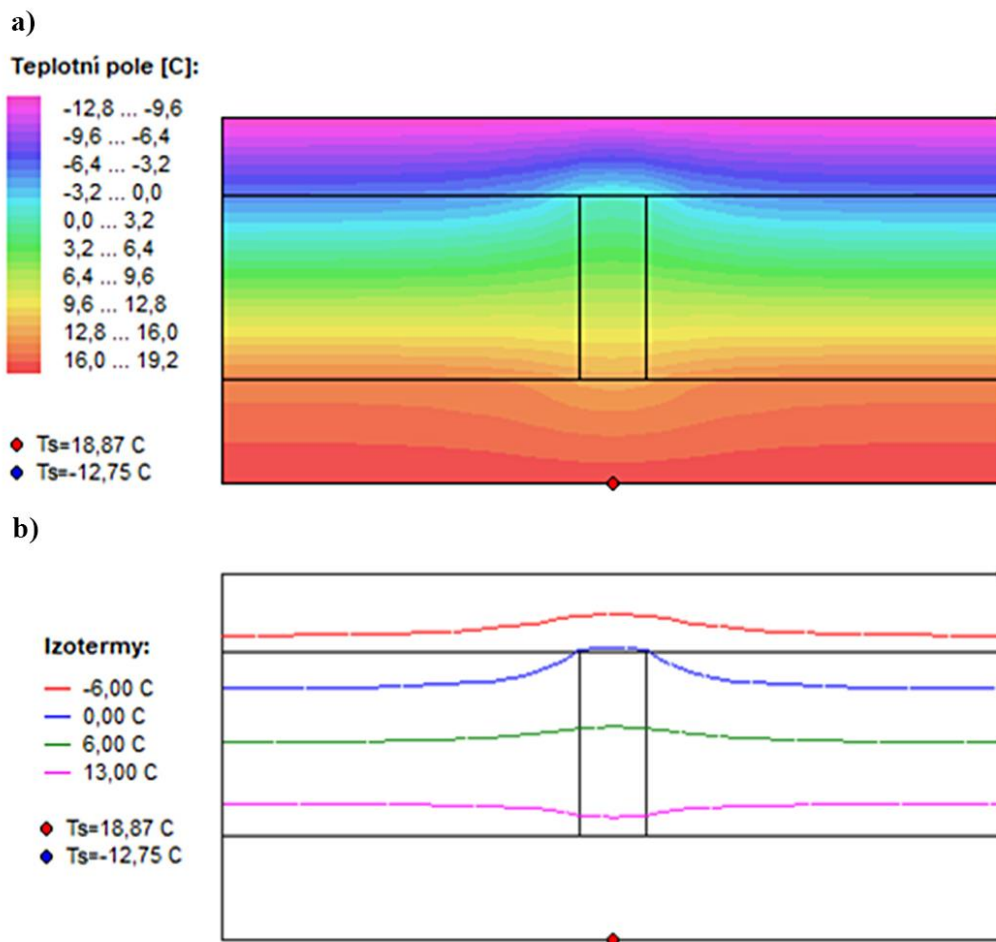 a)
Teplotní pole [C]:
-12,8 ... -9,6
-9,6 ... -6,4
-6,4 ... -3,2
-3,2 ... 0,0
0,0 ... 3,2
3,2 ... 6,4
6,4 ... 9,6
9,6 ... 12,8
12,8 ... 16,0
16,0 ... 19,2
Ts=18,87 C
Ts=-12,75 C
b)
Izotermy:
-6,00 C
0,00 C
6,00 C
13,00 C
Ts=18,87 C
Ts=-12,75 C